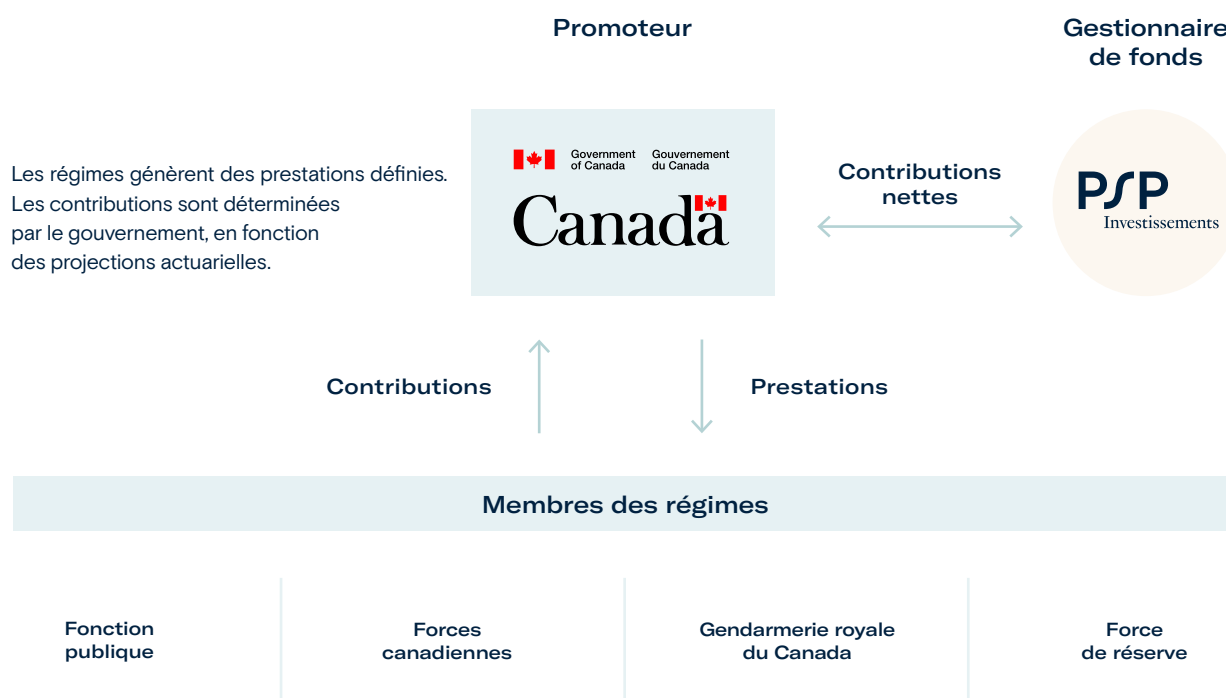 Promoteur
Gestionnaire
de fonds
Les régimes génèrent des prestations définies.
Les contributions sont déterminées
par le gouvernement, en fonction
des projections actuarielles.
Government
of Canada
Gouvernement
du Canada
Canada
Contributions
nettes
PSP
Investissements
Contributions
Prestations
Membres des régimes
Fonction
publique
Forces
canadiennes
Gendarmerie royale
du Canada
Force
de réserve